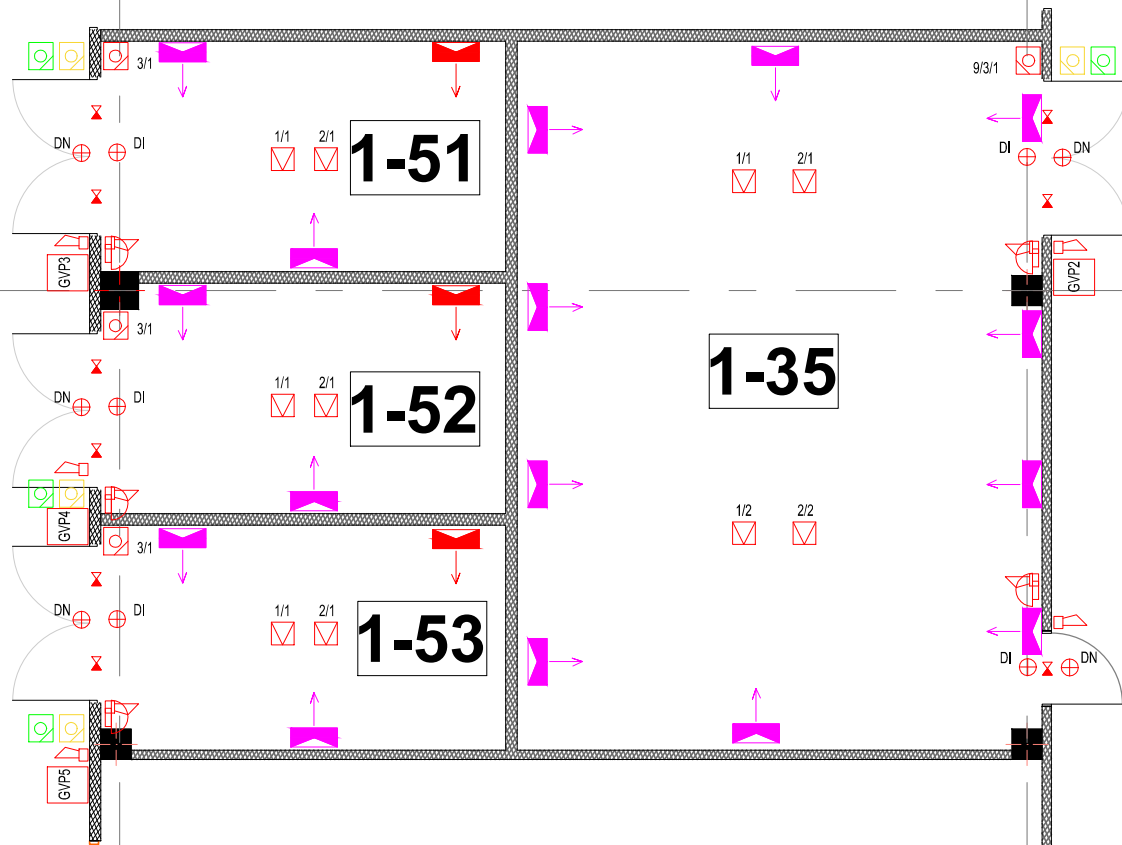 3/1
9/3/1
1/1
2/1
1-51
DN
DI
1/1
2/1
DI
DN
GVP3
GVP2
3/1
1/1
2/1
1-52
1-35
DN
DI
GVP4
3/1
1/2
2/2
1/1
2/1
1-53
DN
DI
DI
DN
GVP5